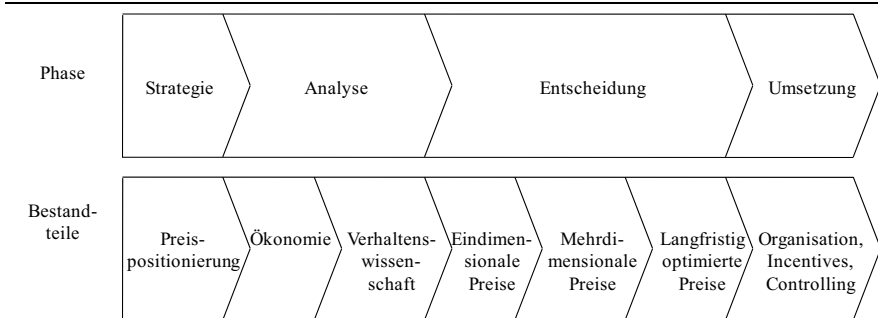 Phase
Strategie
Analyse
Entscheidung
Umsetzung
Bestand-
teile
Preis-
positionierung
Ökonomie
Verhaltens-
wissen-
schaft
Eindimen-
sionale
Preise
Mehrdi-
mensionale
Preise
Langfristig
optimierte
Preise
Organisation,
Incentives,
Controlling